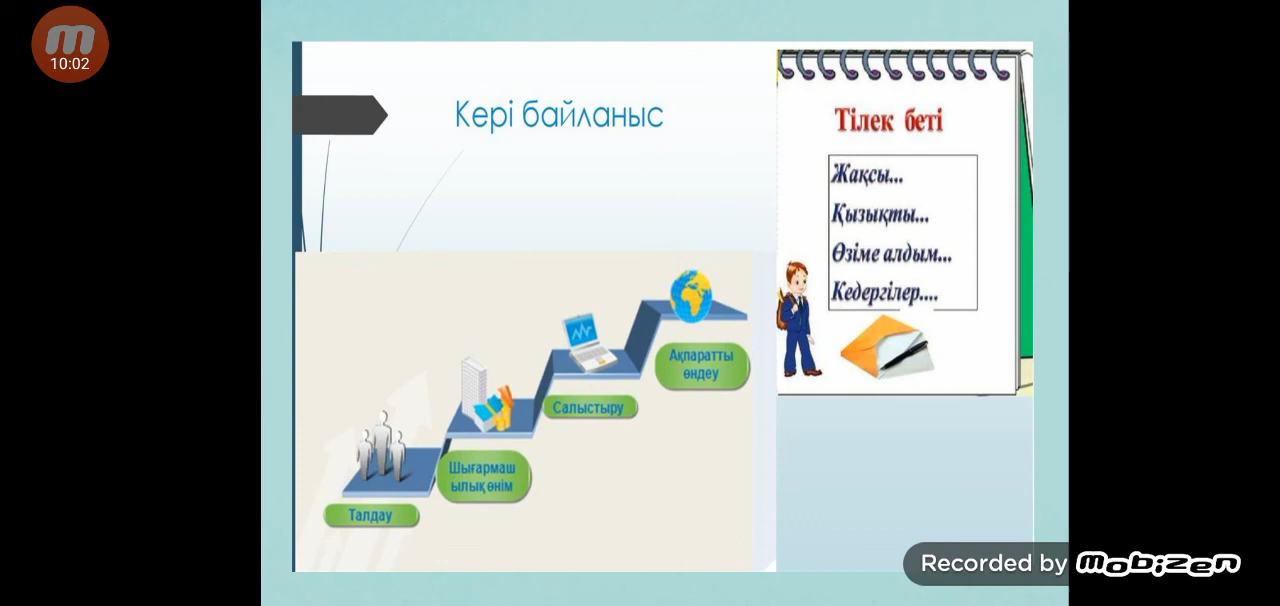 10:02
Кері байланыс
Тілек беті
Жақсы...
Қызықты...
Өзіме алдым...
Кедергілер....
Ақпаратты
өңдеу
Салыстыру
Шығармаш
ылық өнім
Талдау
Recorded by mobizen